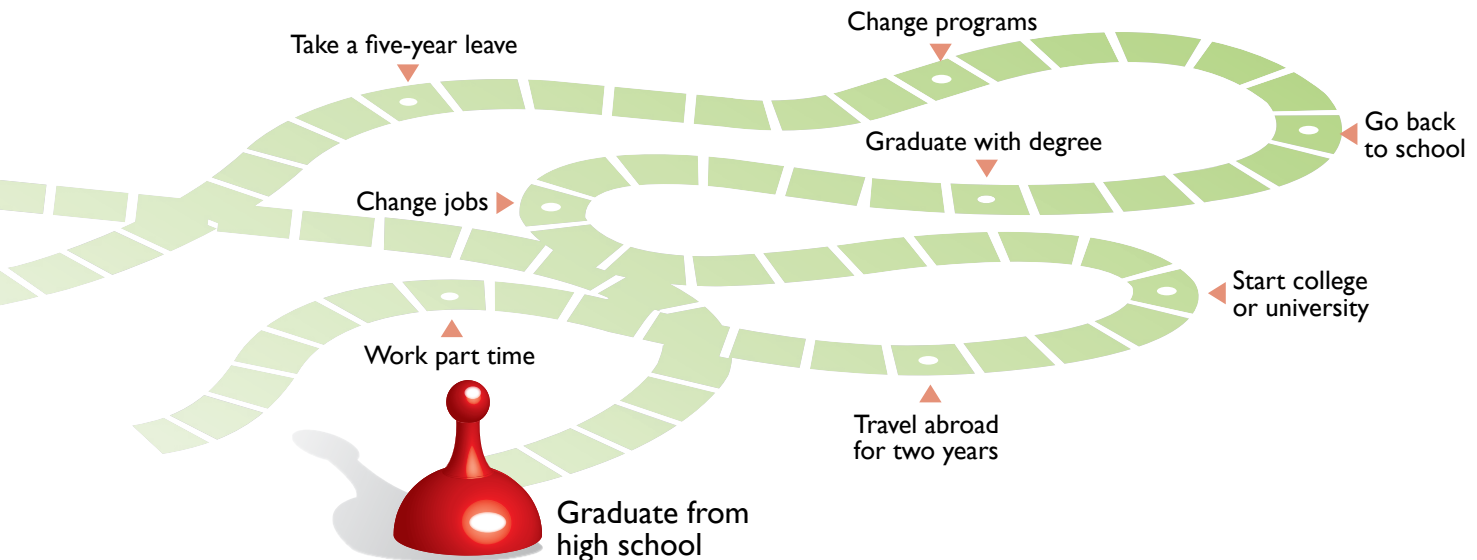 Change programs
Take a five-year leave
Go back
to school
Graduate with degree
Change jobs
Start college
or university
Work part time
Travel abroad
for two years
Graduate from
high school